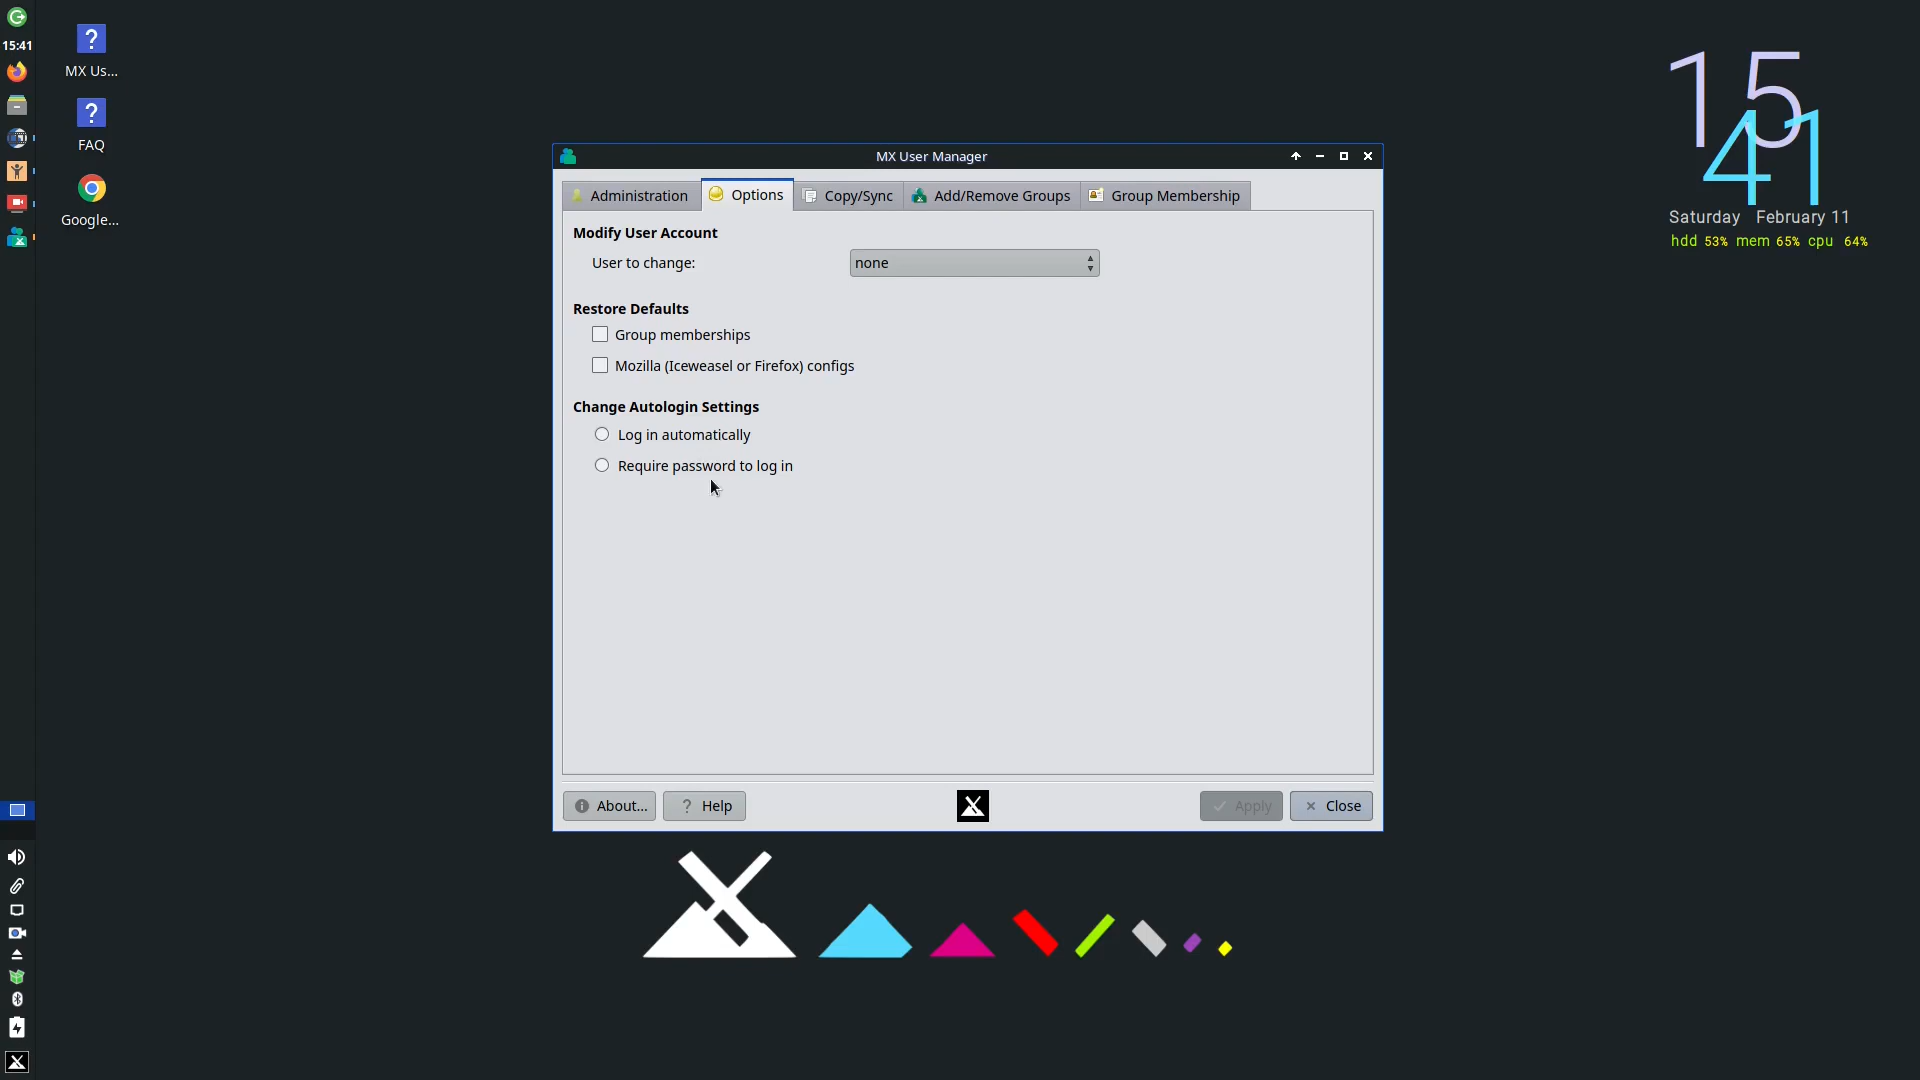 15:41
MX Us...
FAQ
Google...
MX User Manager
Administration
Options
Copy/Sync
Add/Remove Groups
Group Membership
Modify User Account
User to change:
none
Restore Defaults
Group memberships
Mozilla (Iceweasel or Firefox) configs
Change Autologin Settings
Log in automatically
Require password to log in
About...
Help
Apply
Close
15
41
Saturday February 11
hdd 53% mem 65% cpu 64%